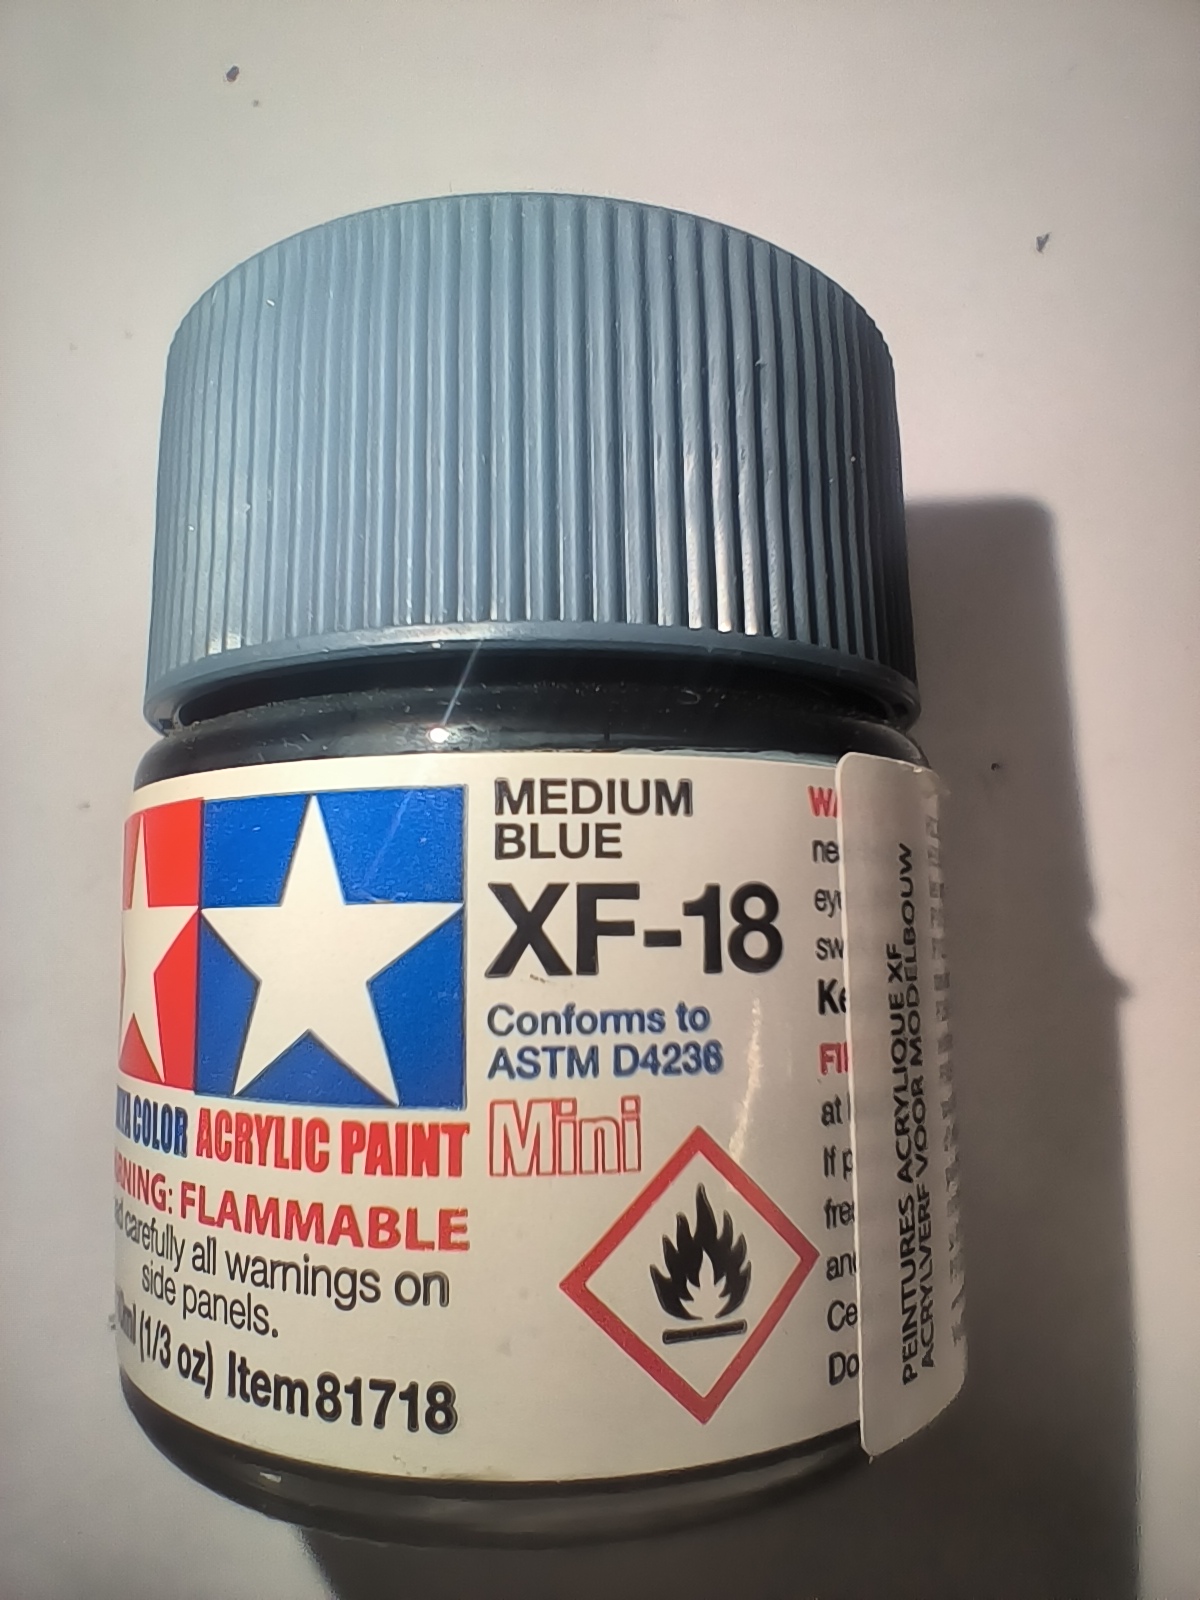 MEDIUM
BLUE
XF-18
Conforms to
ASTM D4236
Mini
COLOR ACRYLIC PAINT
FLAMMABLE
carefully all warnings on
side panels.
(1/3 oz) Item 81718
PEINTURES ACRYLIQUE XF
ACRYLVERF VOOR MODELBOUW